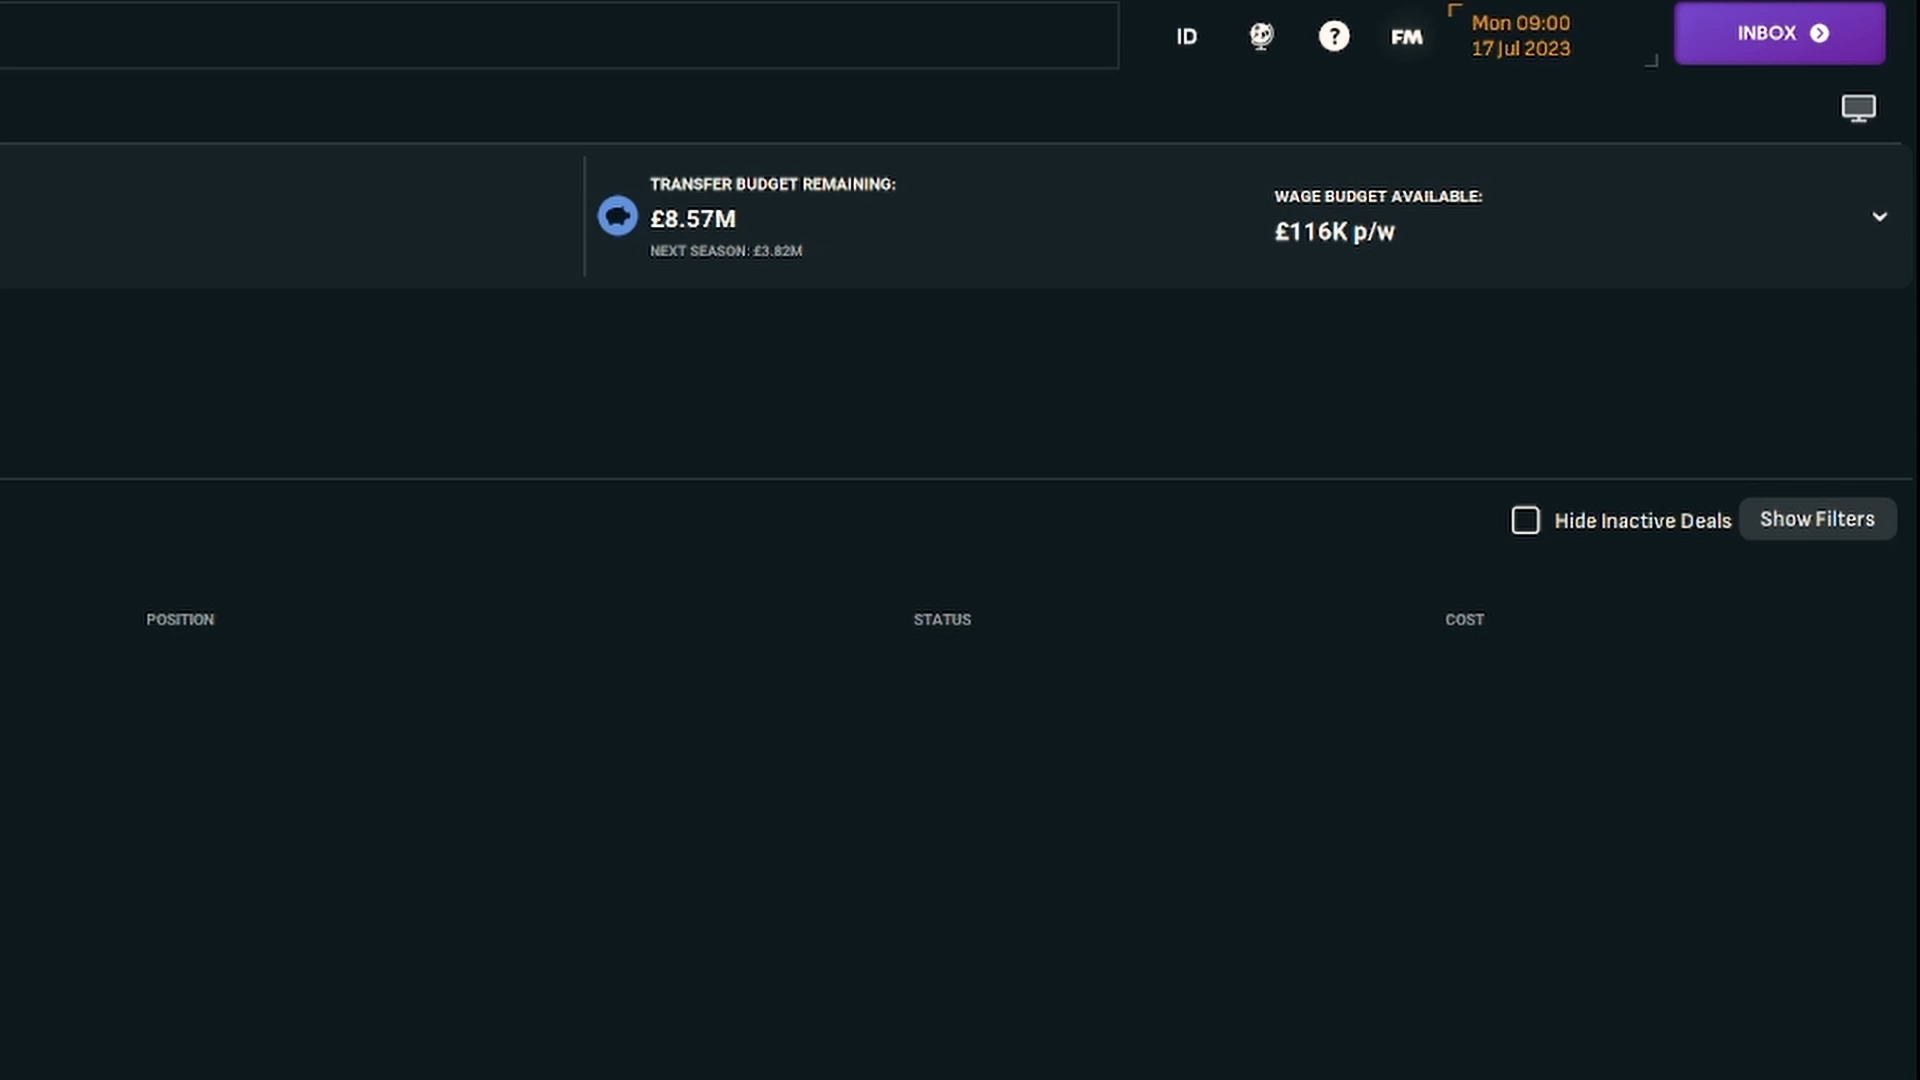 ID
?
FM
Mon 09:00
17 Jul 2023
INBOX
TRANSFER BUDGET REMAINING:
£8.57M
NEXT SEASON: £3.82M
WAGE BUDGET AVAILABLE:
£116K p/w
Hide Inactive Deals
Show Filters
POSITION
STATUS
COST